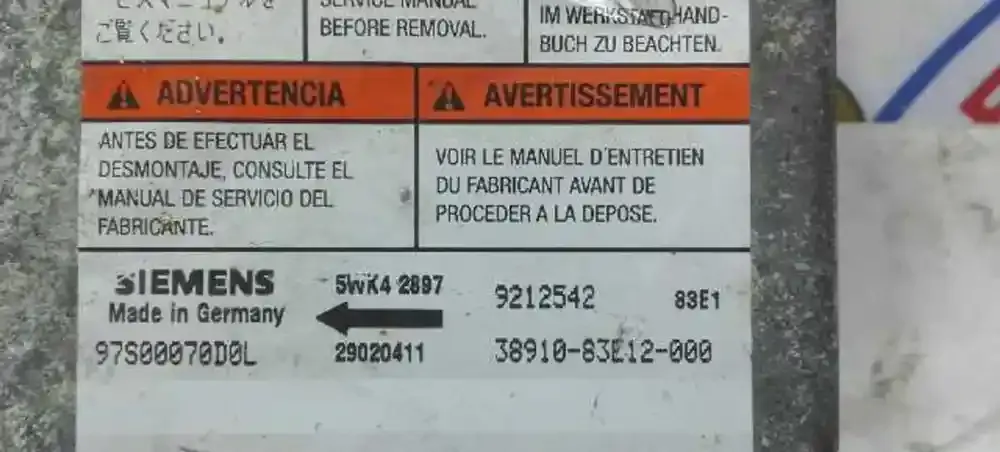 ご覧ください。
SERVICE MANUAL
BEFORE REMOVAL.
IM WERKSTATTHAND-
BUCH ZU BEACHTEN.
ADVERTENCIA
ANTES DE EFECTUAR EL
DESMONTAJE, CONSULTE EL
MANUAL DE SERVICIO DEL
FABRICANTE.
AVERTISSEMENT
VOIR LE MANUEL D'ENTRETIEN
DU FABRICANT AVANT DE
PROCEDER A LA DEPOSE.
SIEMENS
Made in Germany
97S00070D0L
5WK4 2897
29020411
9212542
83E1
38910-83E12-000